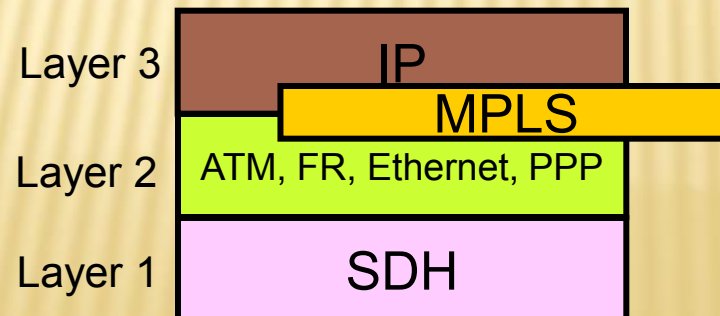 Layer 3
IP
MPLS
Layer 2
ATM, FR, Ethernet, PPP
Layer 1
SDH